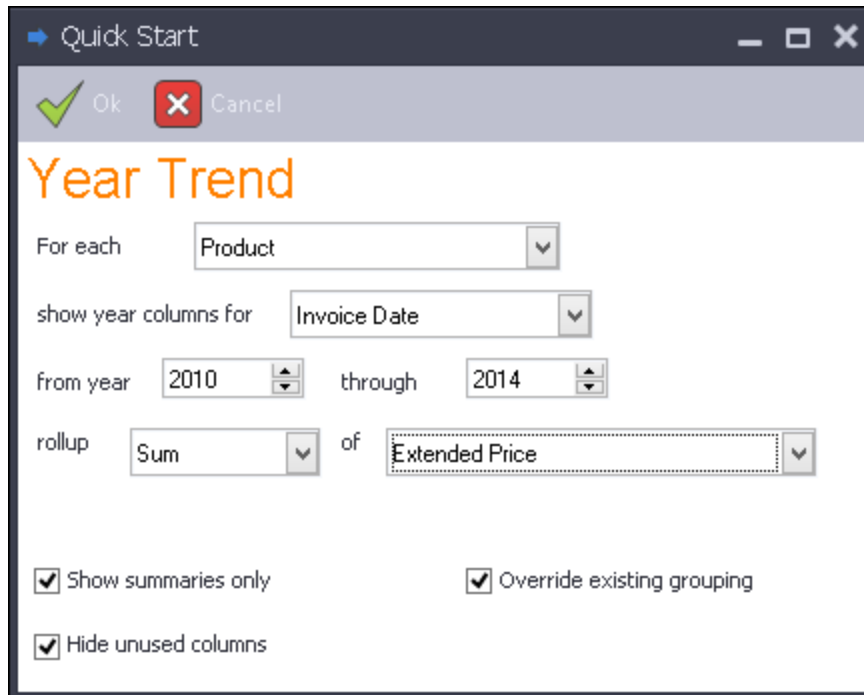 Quick Start
Ok Cancel
Year Trend
For each Product
show year columns for Invoice Date
from year 2010 through 2014
rollup Sum of Extended Price
Show summaries only Override existing grouping
Hide unused columns